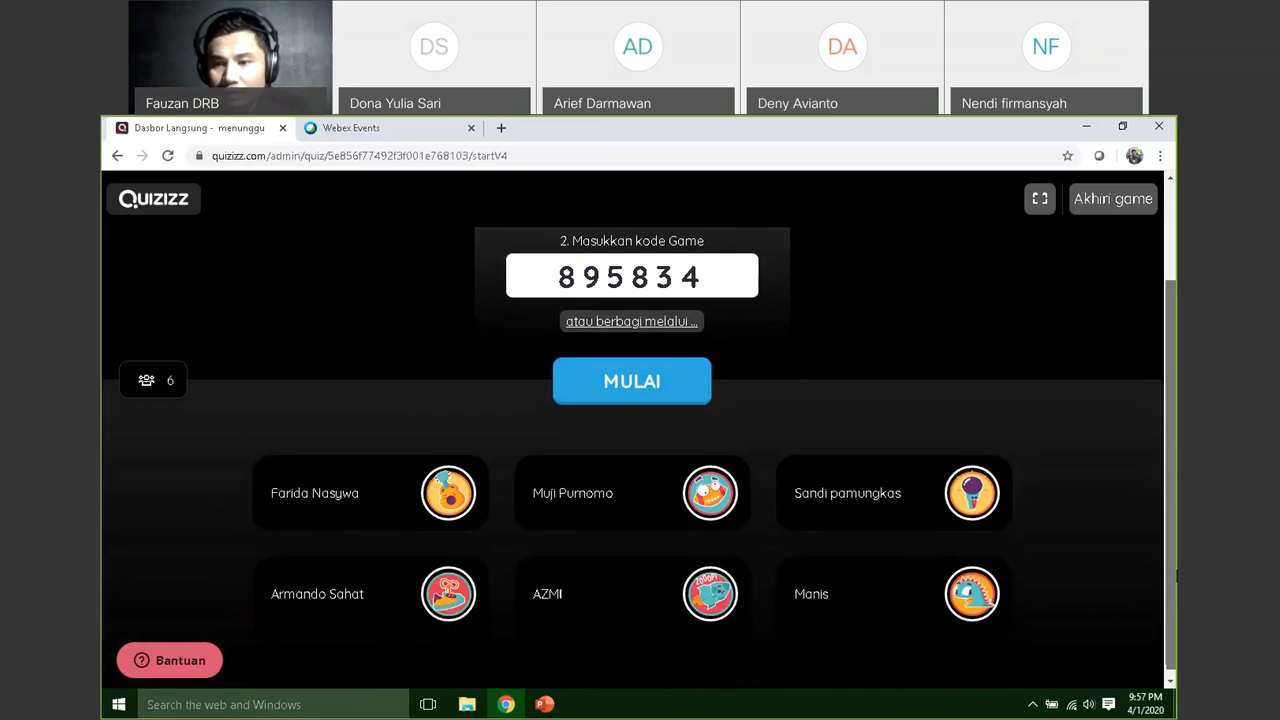 DS
AD
DA
NF
Fauzan DRB
Dona Yulia Sari
Arief Darmawan
Deny Avianto
Nendi firmansyah
Dasbor Langsung - menunggu
Webex Events
quizizz.com/admin/quiz/5e856f77492f3f001e768103/startV4
QUIZIZZ
Akhiri game
2. Masukkan kode Game
895834
atau berbagi melalui ...
MULAI
6
Farida Nasywa
Muji Purnomo
Sandi pamungkas
Armando Sahat
AZMI
Manis
Bantuan
Search the web and Windows
9:57 PM
4/1/2020